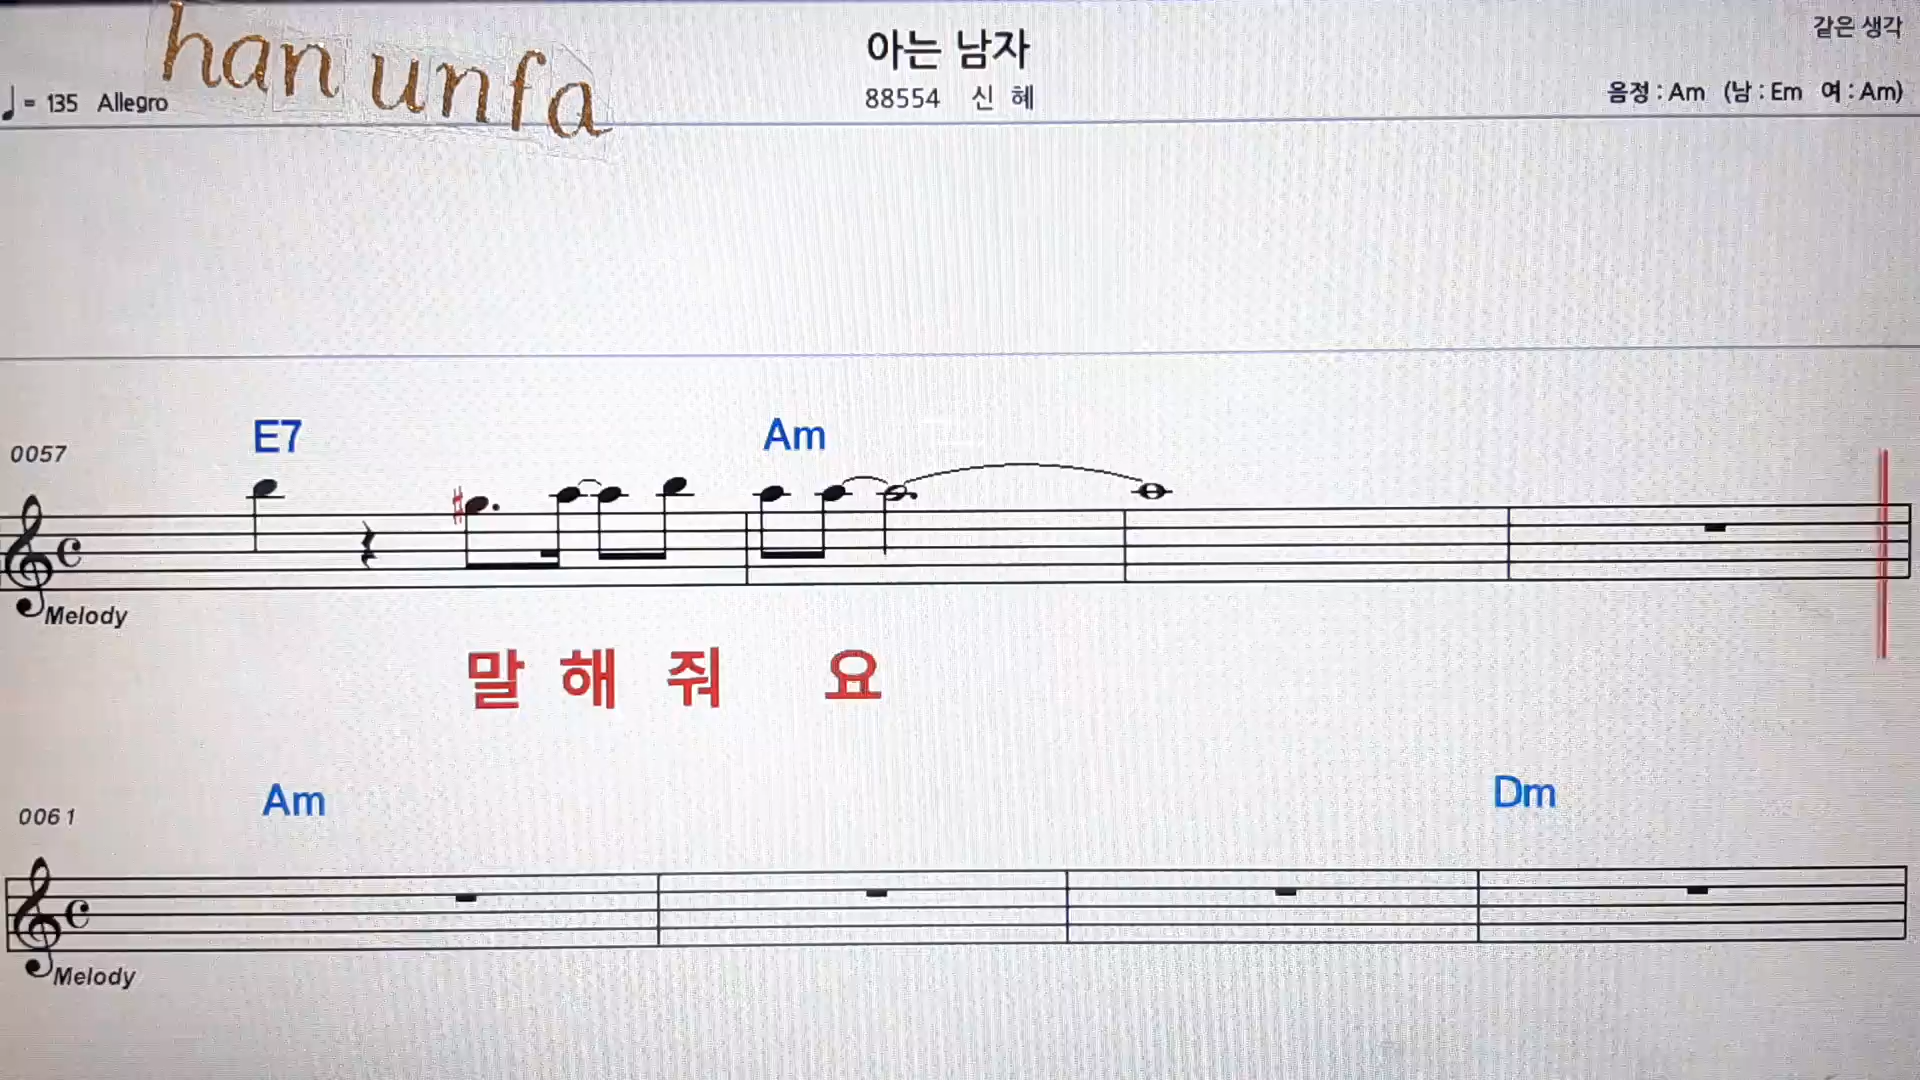 han unfa
아는 남자
같은 생각
= 135 Allegro
88554 신 혜
음정 : Am (남 : Em 여 : Am)
0057
E7 Am
Melody
말 해 줘 요
0061
Am Dm
Melody